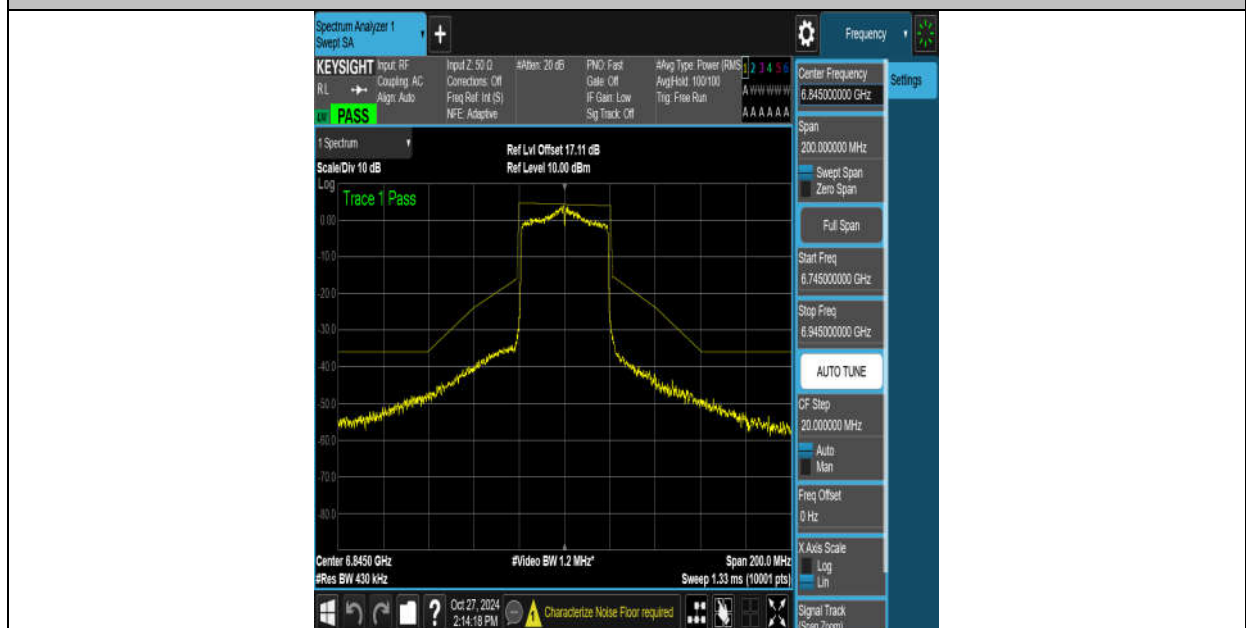 Spectrum Analyzer 1
Swept SA
+
Frequency
KEYSIGHT
RL
PASS
Input: RF
Coupling: AC
Align: Auto
Input Z: 50 Ω
Corrections: Off
Freq Ref: Int (S)
NFE: Adaptive
#Atten: 20 dB
PNO: Fast
Gate: Off
IF Gain: Low
Sig Track: Off
#Avg Type: Power (RMS
Avg|Hold: 100/100
Trig: Free Run
1 2 3 4 5 6
A W W W W W
A A A A A A
1 Spectrum
Scale/Div 10 dB
Ref Lvl Offset 17.11 dB
Ref Level 10.00 dBm
Log
Trace 1 Pass
0.00
-10.0
-20.0
-30.0
-40.0
-50.0
-60.0
-70.0
-80.0
Center 6.8450 GHz
#Res BW 430 kHz
#Video BW 1.2 MHz*
Span 200.0 MHz
Sweep 1.33 ms (10001 pts)
?
Oct 27, 2024
2:14:18 PM
Characterize Noise Floor required
Center Frequency
6.845000000 GHz
Settings
Span
200.000000 MHz
Swept Span
Zero Span
Full Span
Start Freq
6.745000000 GHz
Stop Freq
6.945000000 GHz
AUTO TUNE
CF Step
20.000000 MHz
Auto
Man
Freq Offset
0 Hz
X Axis Scale
Log
Lin
Signal Track
(Span Zoom)